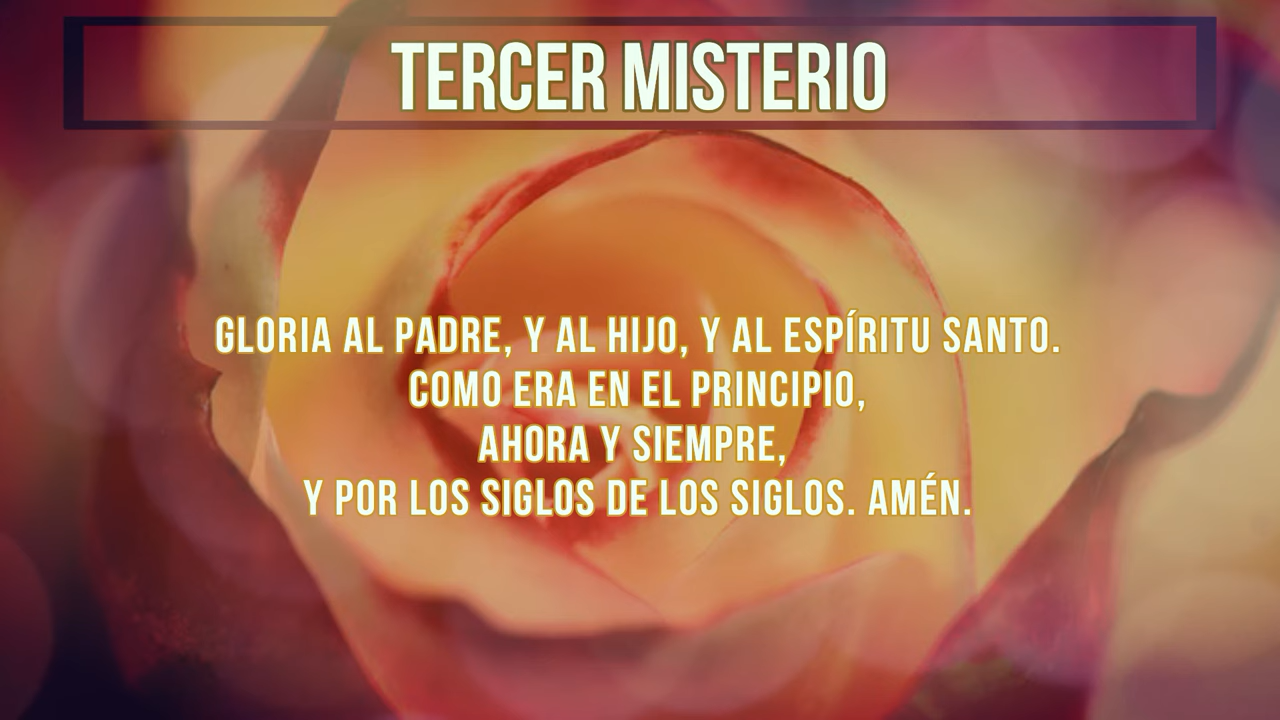 TERCER MISTERIO
GLORIA AL PADRE, Y AL HIJO, Y AL ESPÍRITU SANTO.
COMO ERA EN EL PRINCIPIO,
AHORA Y SIEMPRE,
Y POR LOS SIGLOS DE LOS SIGLOS. AMÉN.